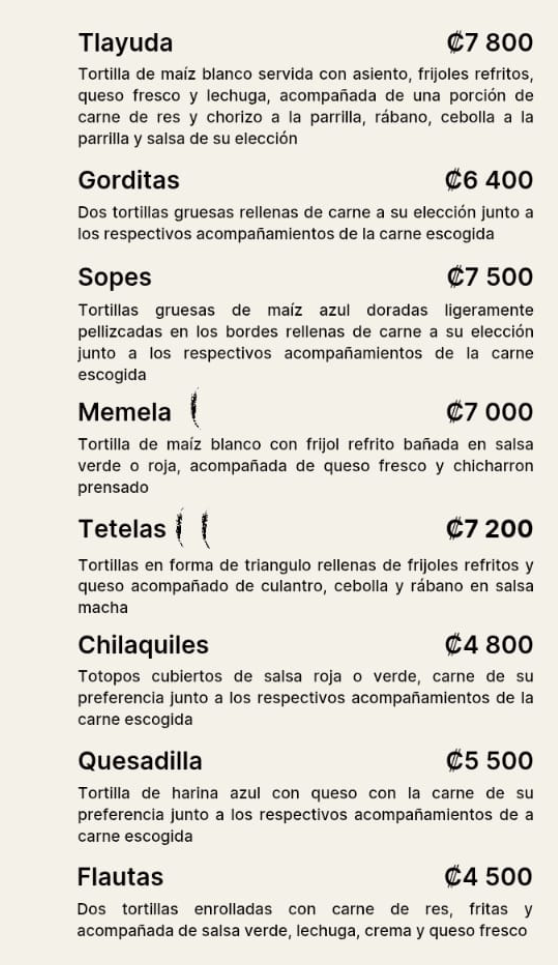 Tlayuda ₡7 800
Tortilla de maíz blanco servida con asiento, frijoles refritos,
queso fresco y lechuga, acompañada de una porción de
carne de res y chorizo a la parrilla, rábano, cebolla a la
parrilla y salsa de su elección
Gorditas ₡6 400
Dos tortillas gruesas rellenas de carne a su elección junto a
los respectivos acompañamientos de la carne escogida
Sopes ₡7 500
Tortillas gruesas de maíz azul doradas ligeramente
pellizcadas en los bordes rellenas de carne a su elección
junto a los respectivos acompañamientos de la carne
escogida
Memela ₡7 000
Tortilla de maíz blanco con frijol refrito bañada en salsa
verde o roja, acompañada de queso fresco y chicharron
prensado
Tetelas ₡7 200
Tortillas en forma de triangulo rellenas de frijoles refritos y
queso acompañado de culantro, cebolla y rábano en salsa
macha
Chilaquiles ₡4 800
Totopos cubiertos de salsa roja o verde, carne de su
preferencia junto a los respectivos acompañamientos de la
carne escogida
Quesadilla ₡5 500
Tortilla de harina azul con queso con la carne de su
preferencia junto a los respectivos acompañamientos de a
carne escogida
Flautas ₡4 500
Dos tortillas enrolladas con carne de res, fritas y
acompañada de salsa verde, lechuga, crema y queso fresco